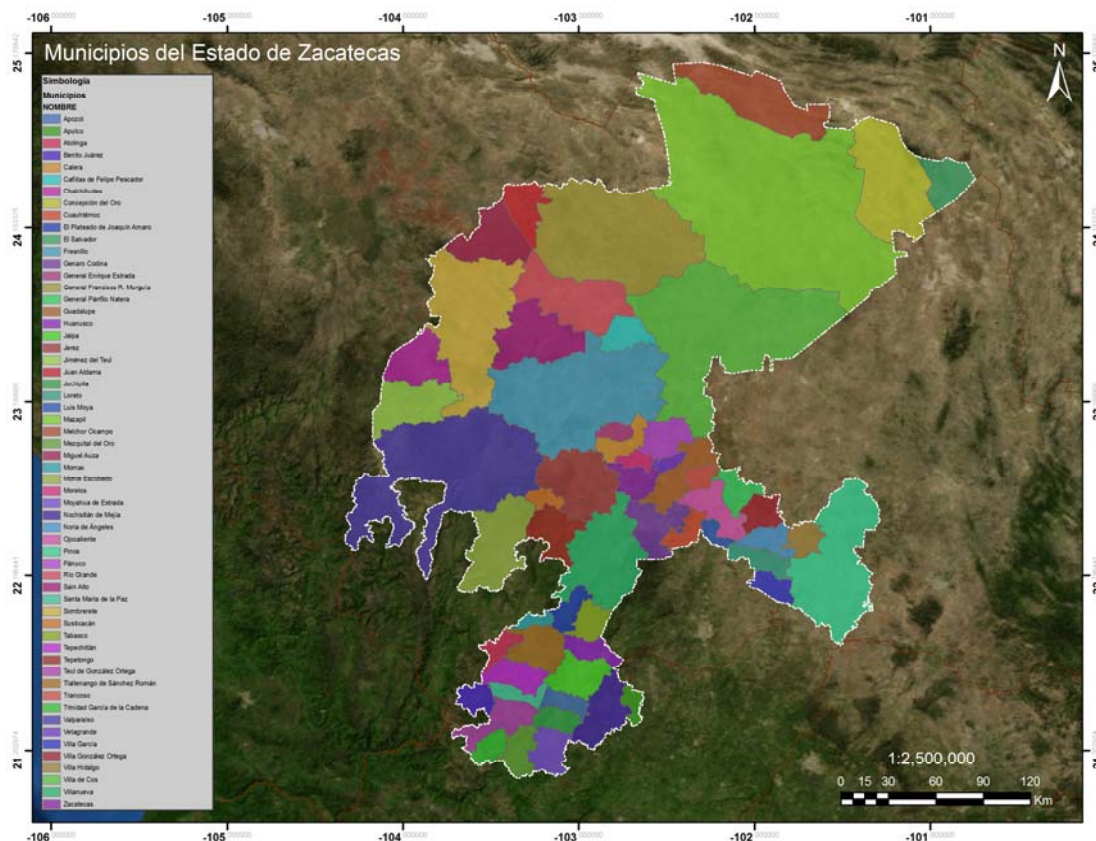 -106
-105
-104
-103
-102
-101
25
25
24
24
23
23
22
22
21
21
Municipios del Estado de Zacatecas
N
Simbología
Municipios
NOMBRE
Apozol
Apulco
Atolinga
Benito Juárez
Calera
Cañitas de Felipe Pescador
Chalchihuites
Concepción del Oro
Cuauhtémoc
El Plateado de Joaquín Amaro
El Salvador
Fresnillo
Genaro Codina
General Enrique Estrada
General Francisco R. Murguía
General Pánfilo Natera
Guadalupe
Huanusco
Jalpa
Jerez
Jiménez del Teul
Juan Aldama
Juchipila
Loreto
Luis Moya
Mazapil
Melchor Ocampo
Mezquital del Oro
Miguel Auza
Momax
Monte Escobedo
Morelos
Moyahua de Estrada
Nochistlán de Mejía
Noria de Ángeles
Ojocaliente
Pinos
Pánuco
Río Grande
Sain Alto
Santa María de la Paz
Sombrerete
Susticacán
Tabasco
Tepechitlán
Tepetongo
Teul de González Ortega
Tlaltenango de Sánchez Román
Trancoso
Trinidad García de la Cadena
Valparaíso
Vetagrande
Villa García
Villa González Ortega
Villa Hidalgo
Villa de Cos
Villanueva
Zacatecas
1:2,500,000
0 15 30 60 90 120
Km
-106
-105
-104
-103
-102
-101